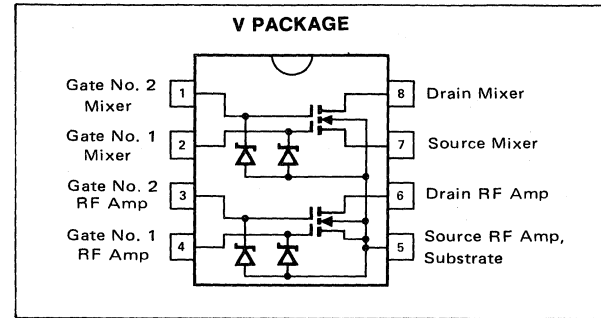 V PACKAGE
Gate No. 2
Mixer
1
8
Drain Mixer
Gate No. 1
Mixer
2
7
Source Mixer
Gate No. 2
RF Amp
3
6
Drain RF Amp
Gate No. 1
RF Amp
4
5
Source RF Amp,
Substrate